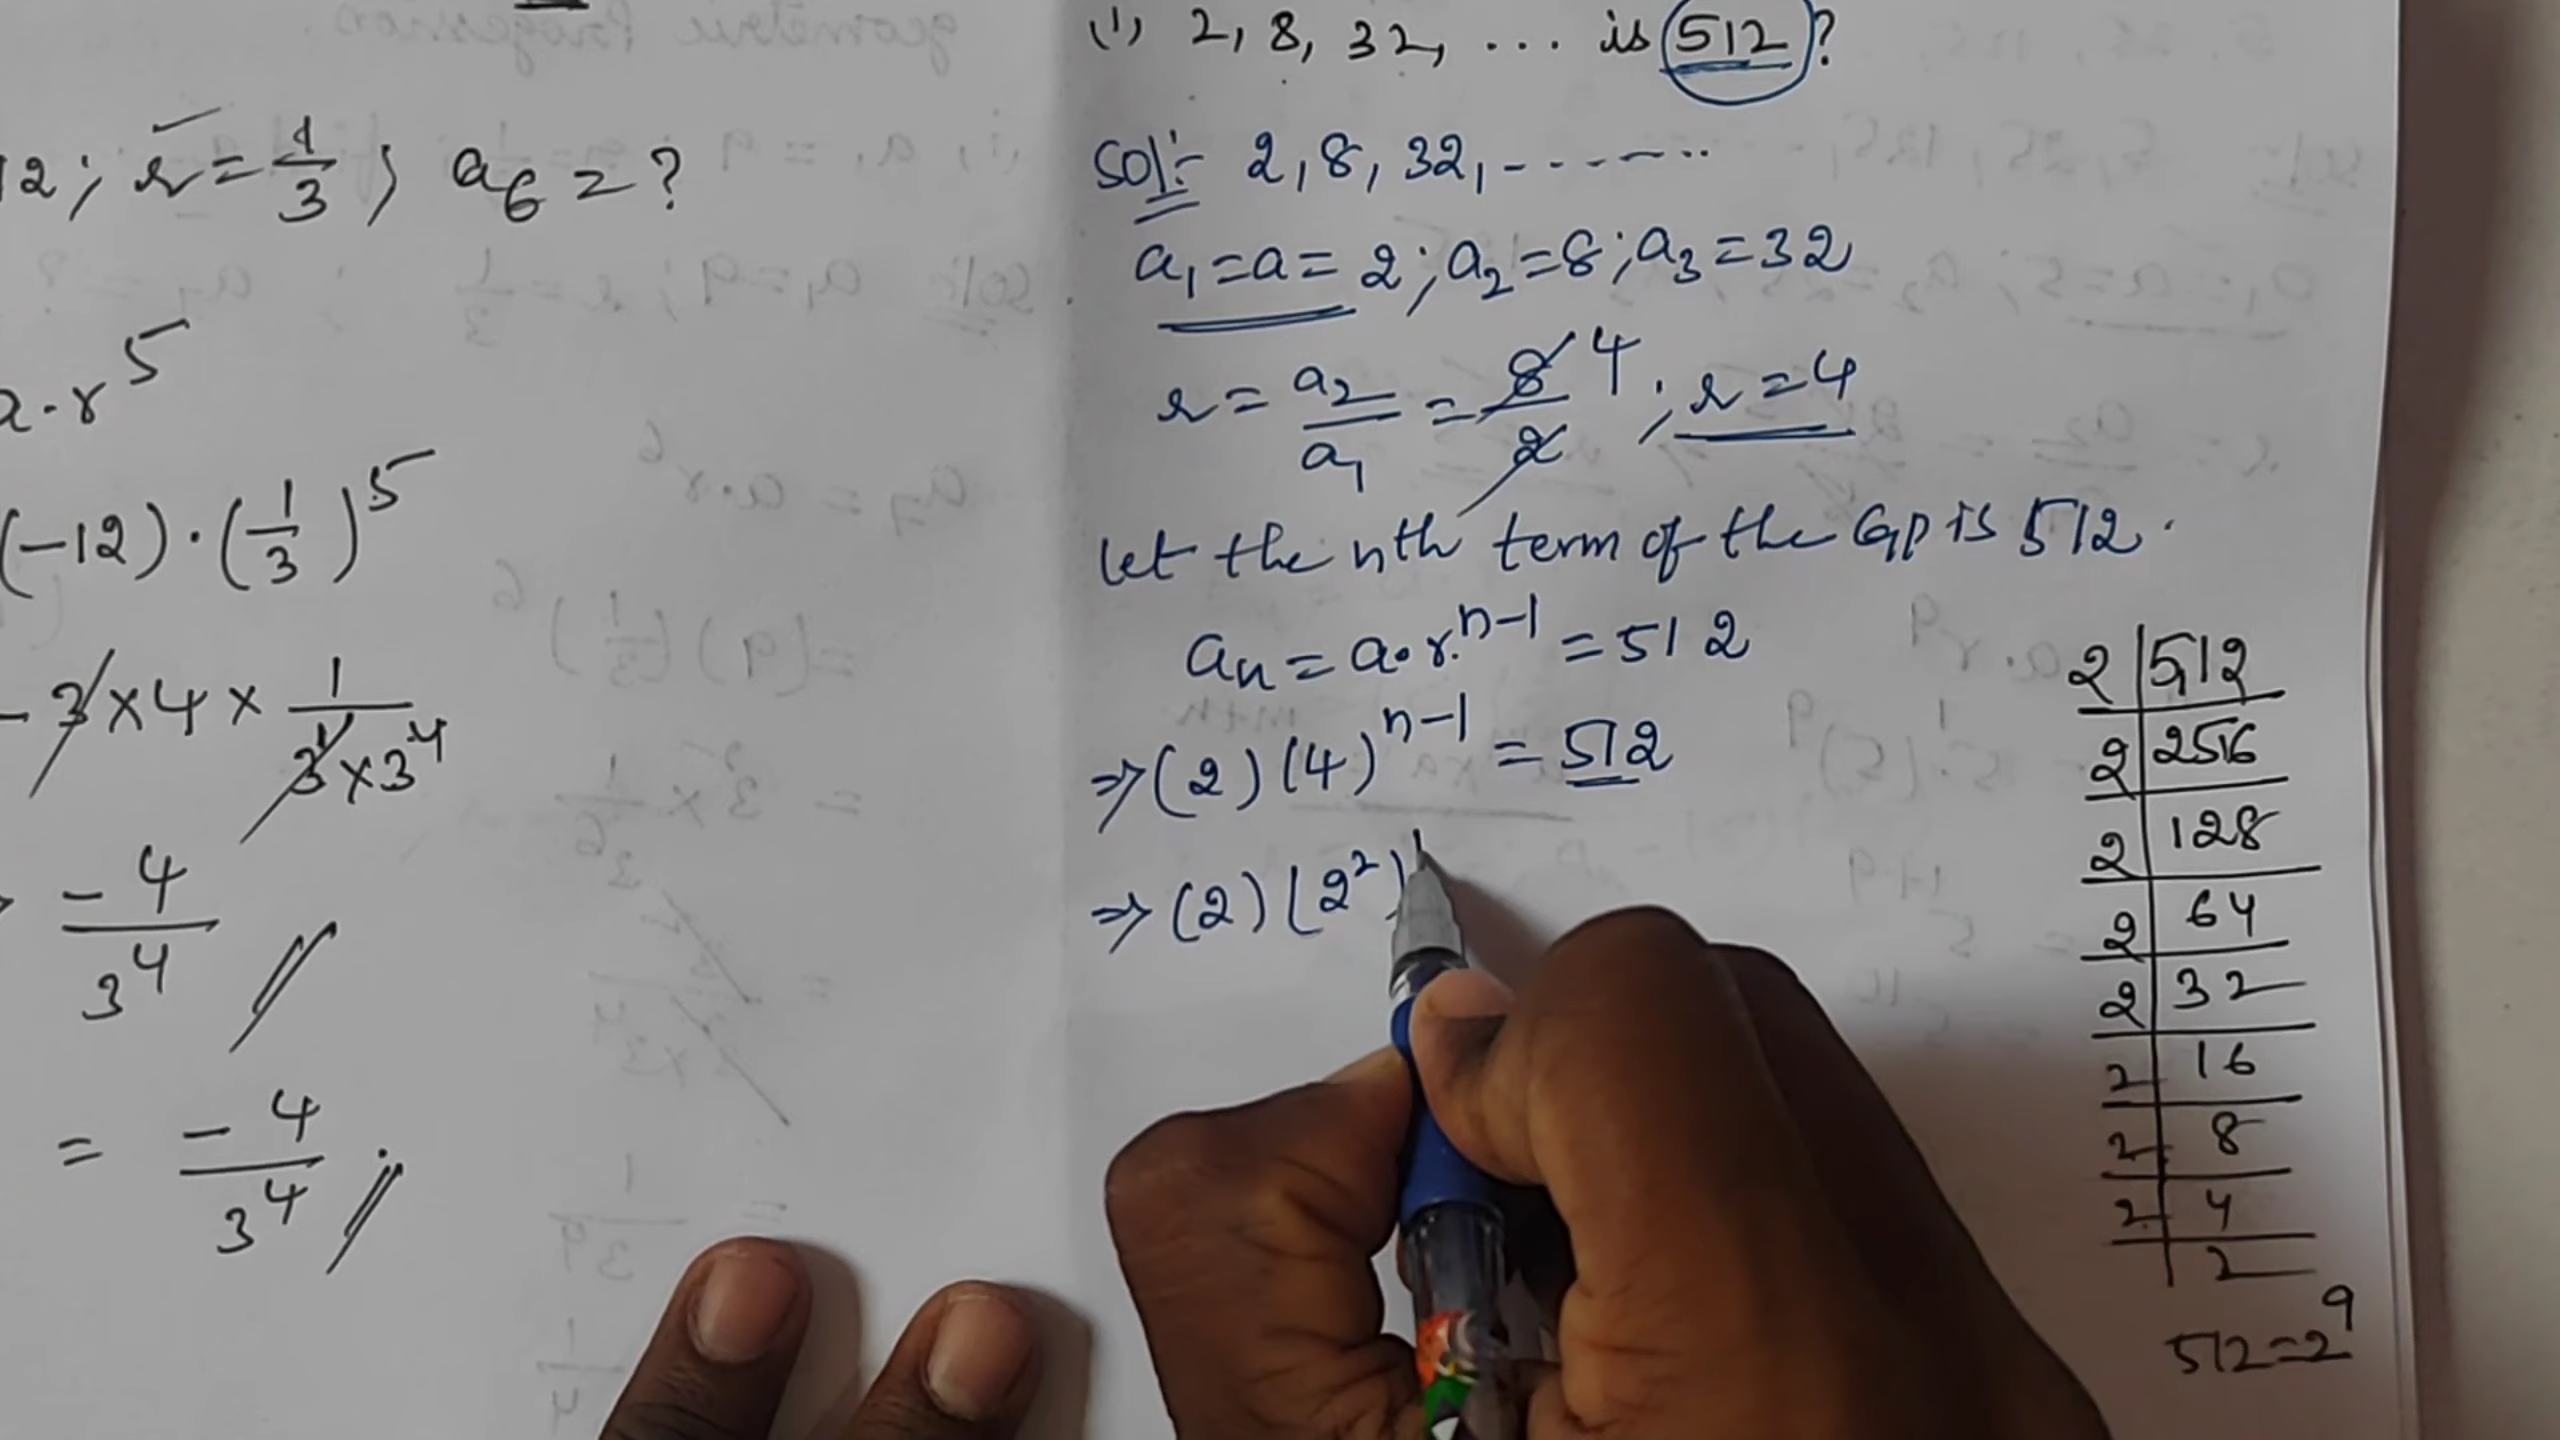 12; r = 1/3; a6 = ?
a·r^5
(-12)·(1/3)^5
-3×4×1/(3^1×3^4)
-4/3^4
= -4/3^4
(i) 2, 8, 32, ... is 512?
Sol:- 2, 8, 32, -------
a1 = a = 2; a2 = 8; a3 = 32
r = a2/a1 = 8/2 4; r = 4
let the nth term of the GP is 512.
an = a·r.^n-1 = 512
⇒ (2) (4)^n-1 = 512
⇒ (2) (2^2)
2 | 512
2 | 256
2 | 128
2 | 64
2 | 32
2 | 16
2 | 8
2 | 4
2
512 = 2^9